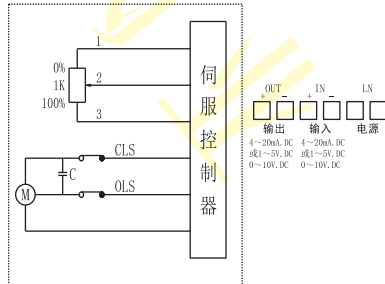 1
0%
1K
2
100%
3
伺服控制器
CLS
C
OLS
M
OUT IN LN
+ - + -
输出 输入 电源
4～20mA.DC 4～20mA.DC
或1～5V.DC 或1～5V.DC
0～10V.DC 0～10V.DC